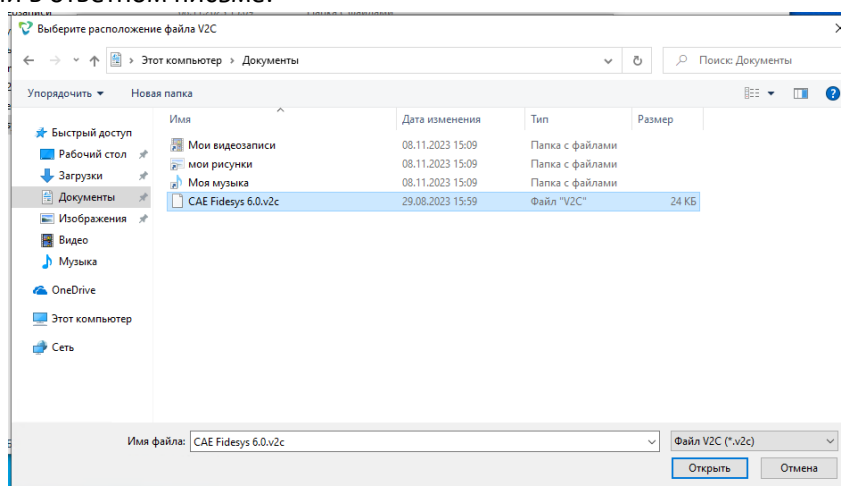 в ответном письме.
Выберите расположение файла V2C
Этот компьютер › Документы
Поиск: Документы
Упорядочить Новая папка
Имя Дата изменения Тип Размер
Быстрый доступ
Рабочий стол
Загрузки
Документы
Изображения
Видео
Музыка
OneDrive
Этот компьютер
Сеть
Мои видеозаписи 08.11.2023 15:09 Папка с файлами
мои рисунки 08.11.2023 15:09 Папка с файлами
Моя музыка 08.11.2023 15:09 Папка с файлами
CAE Fidesys 6.0.v2c 29.08.2023 15:59 Файл "V2C" 24 КБ
Имя файла: CAE Fidesys 6.0.v2c Файл V2C (*.v2c)
Открыть Отмена